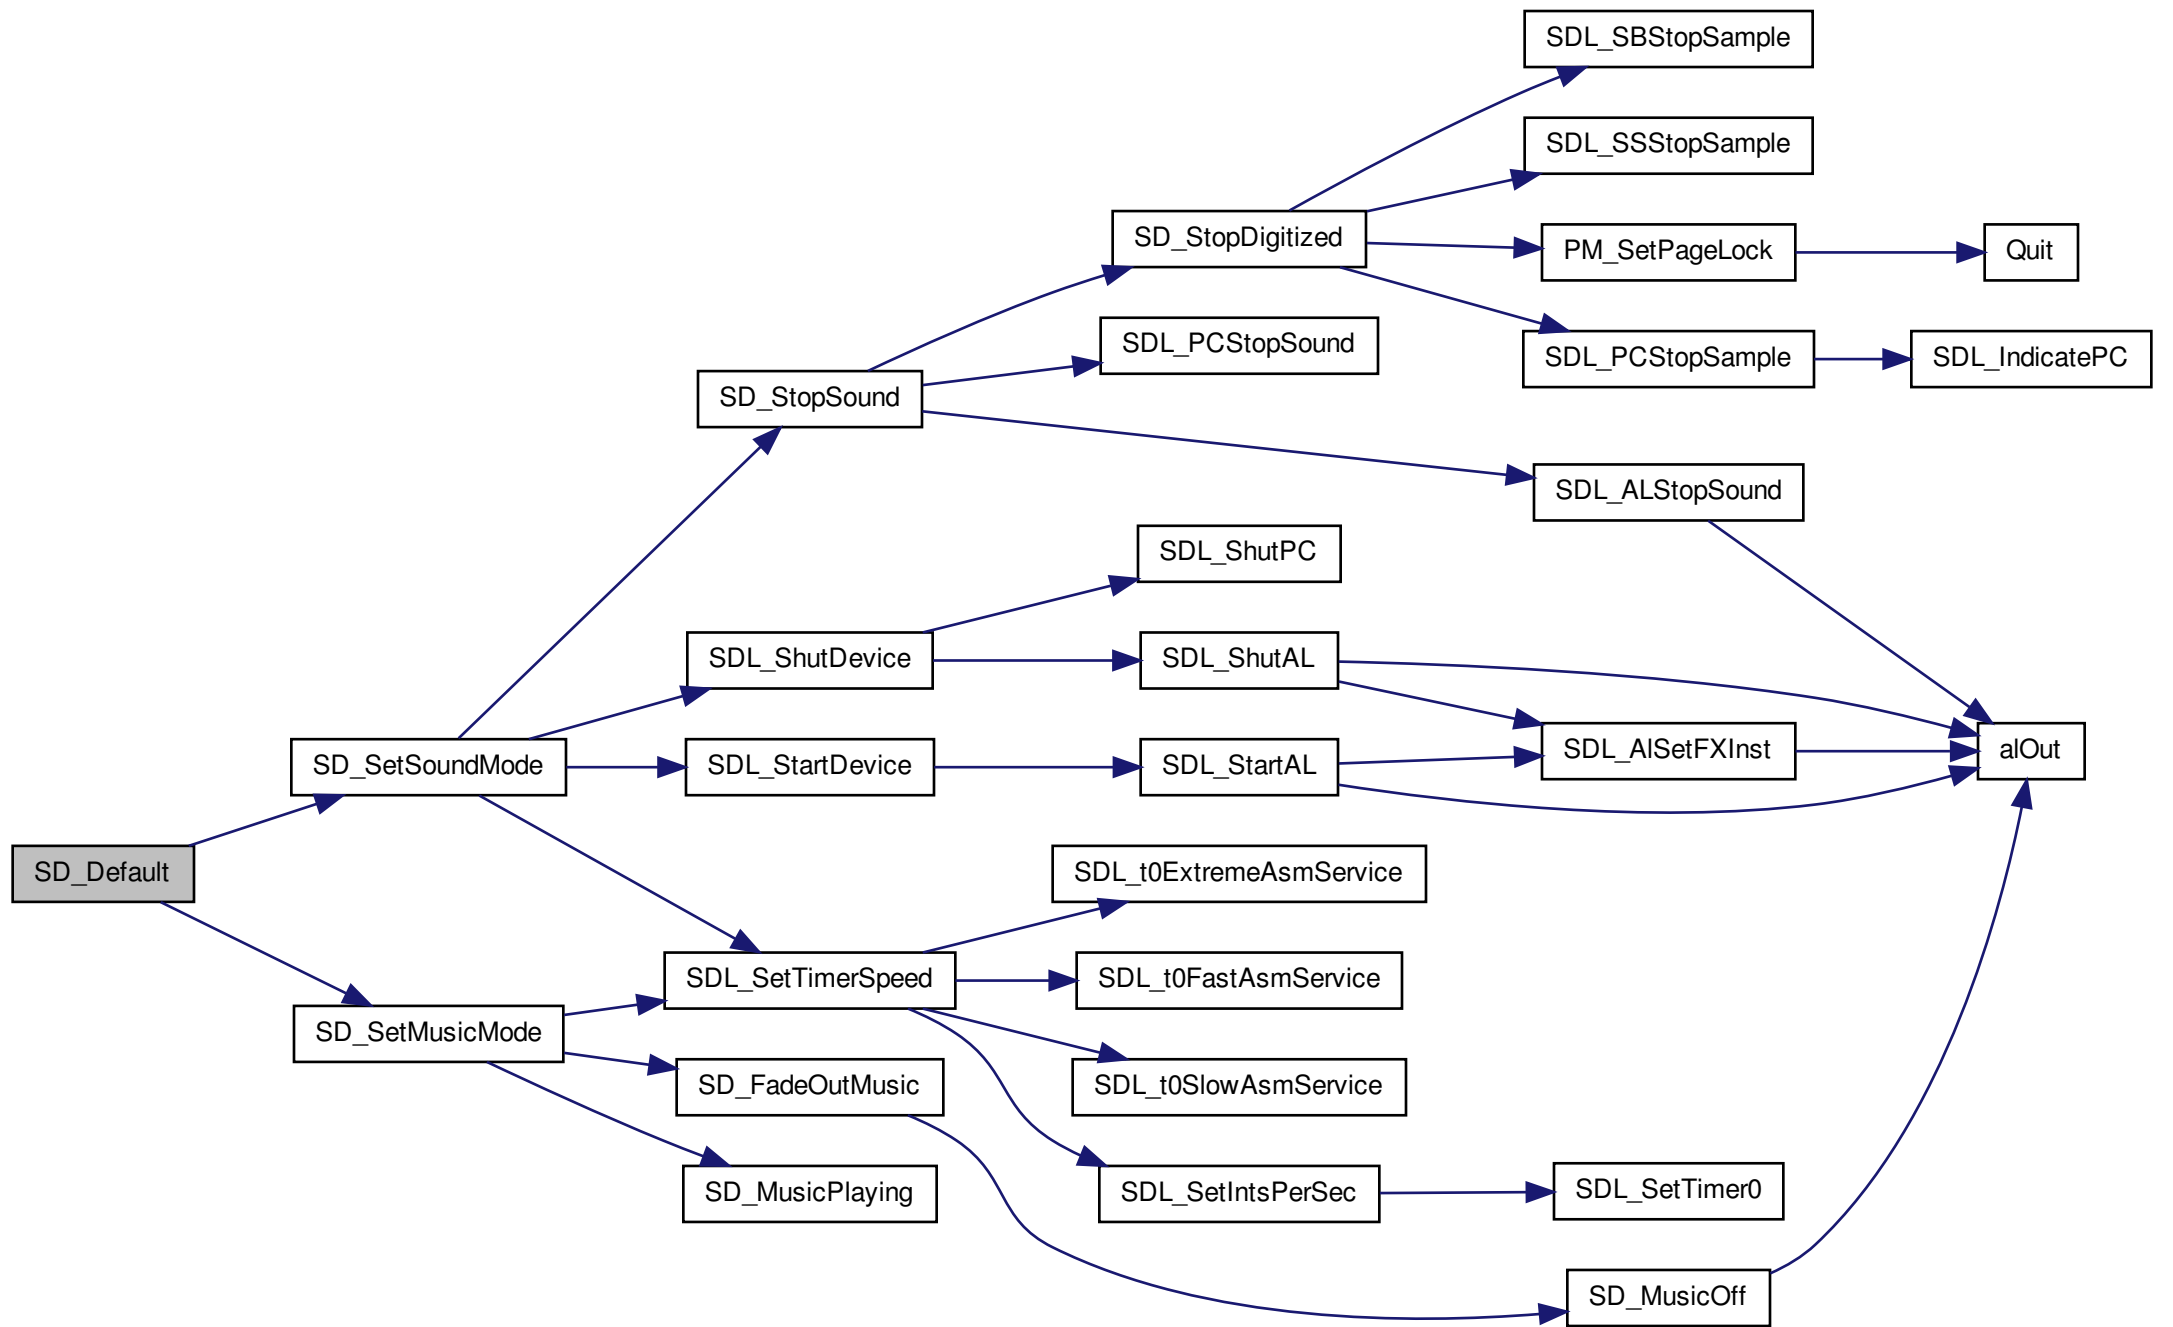 SDL_SBStopSample
SDL_SSStopSample
SD_StopDigitized
PM_SetPageLock
Quit
SDL_PCStopSound
SDL_PCStopSample
SDL_IndicatePC
SD_StopSound
SDL_ALStopSound
SDL_ShutPC
SDL_ShutDevice
SDL_ShutAL
SD_SetSoundMode
SDL_StartDevice
SDL_StartAL
SDL_AlSetFXInst
alOut
SD_Default
SDL_t0ExtremeAsmService
SDL_SetTimerSpeed
SDL_t0FastAsmService
SD_SetMusicMode
SD_FadeOutMusic
SDL_t0SlowAsmService
SD_MusicPlaying
SDL_SetIntsPerSec
SDL_SetTimer0
SD_MusicOff